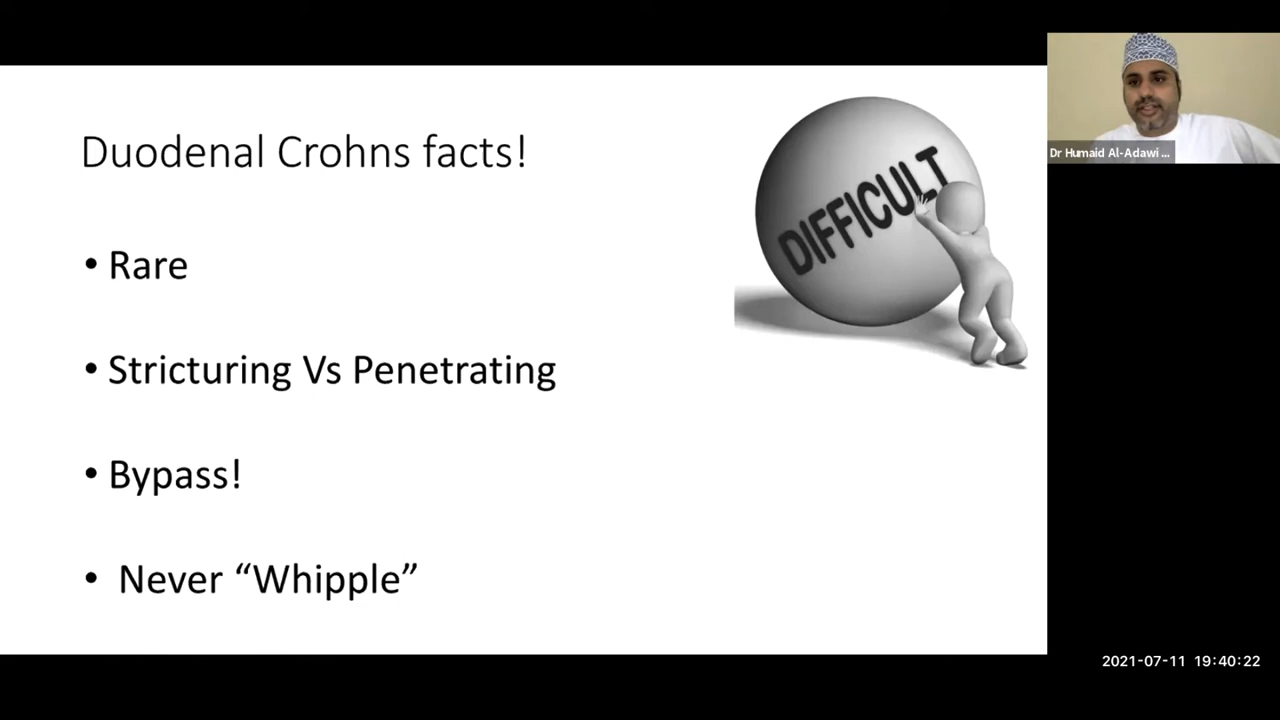 Duodenal Crohns facts!
DIFFICULT
• Rare
• Stricturing Vs Penetrating
• Bypass!
• Never “Whipple”
Dr Humaid Al-Adawi ...
2021-07-11 19:40:22